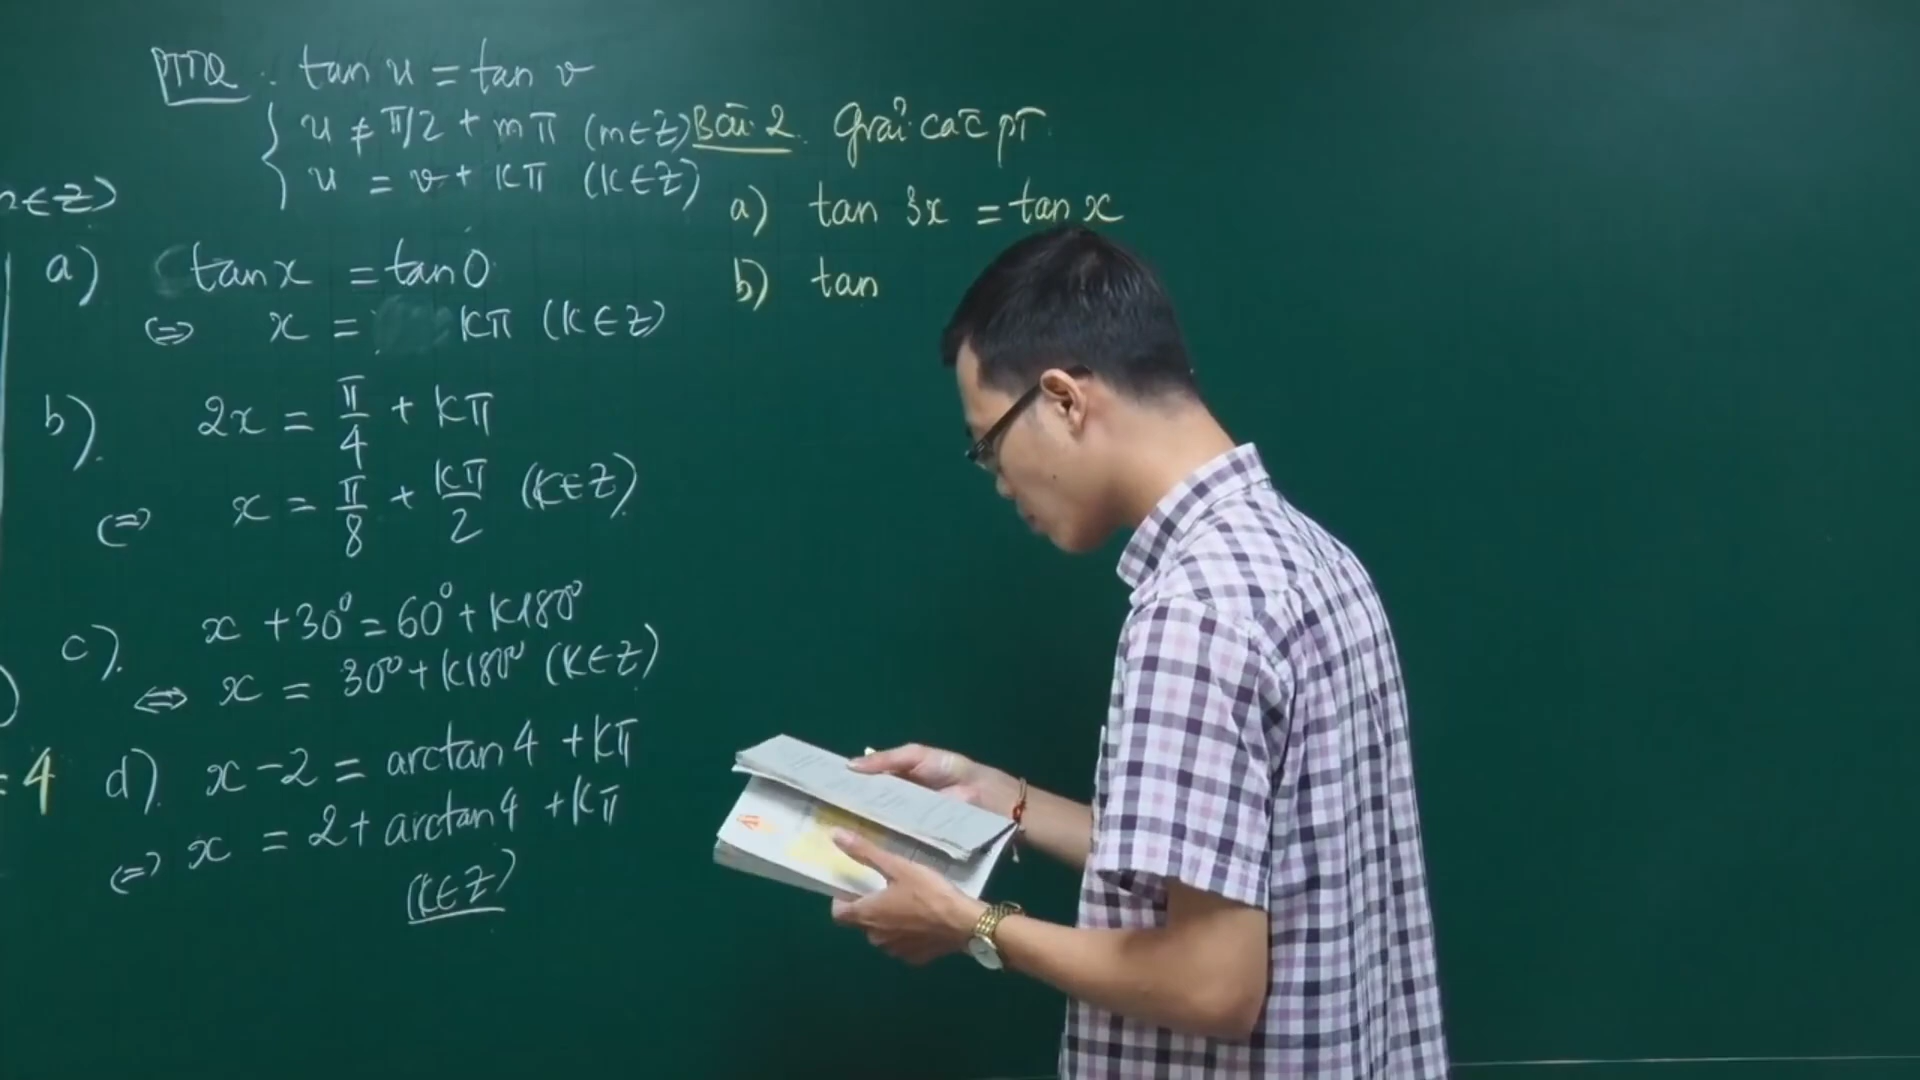 PTTQ : tan u = tan v
u ≠ π/2 + mπ (m∈Z)
u = v + kπ (k∈Z)
∈Z)
a) tan x = tan 0
⇔ x = kπ (k∈Z)
b). 2x = π/4 + kπ
⇔ x = π/8 + kπ/2 (k∈Z)
c). x + 30° = 60° + k180°
⇔ x = 30° + k180° (k∈Z)
= 4
d). x - 2 = arctan 4 + kπ
⇔ x = 2 + arctan 4 + kπ
(k∈Z)
Bài 2. Giải các pT
a) tan 3x = tan x
b) tan